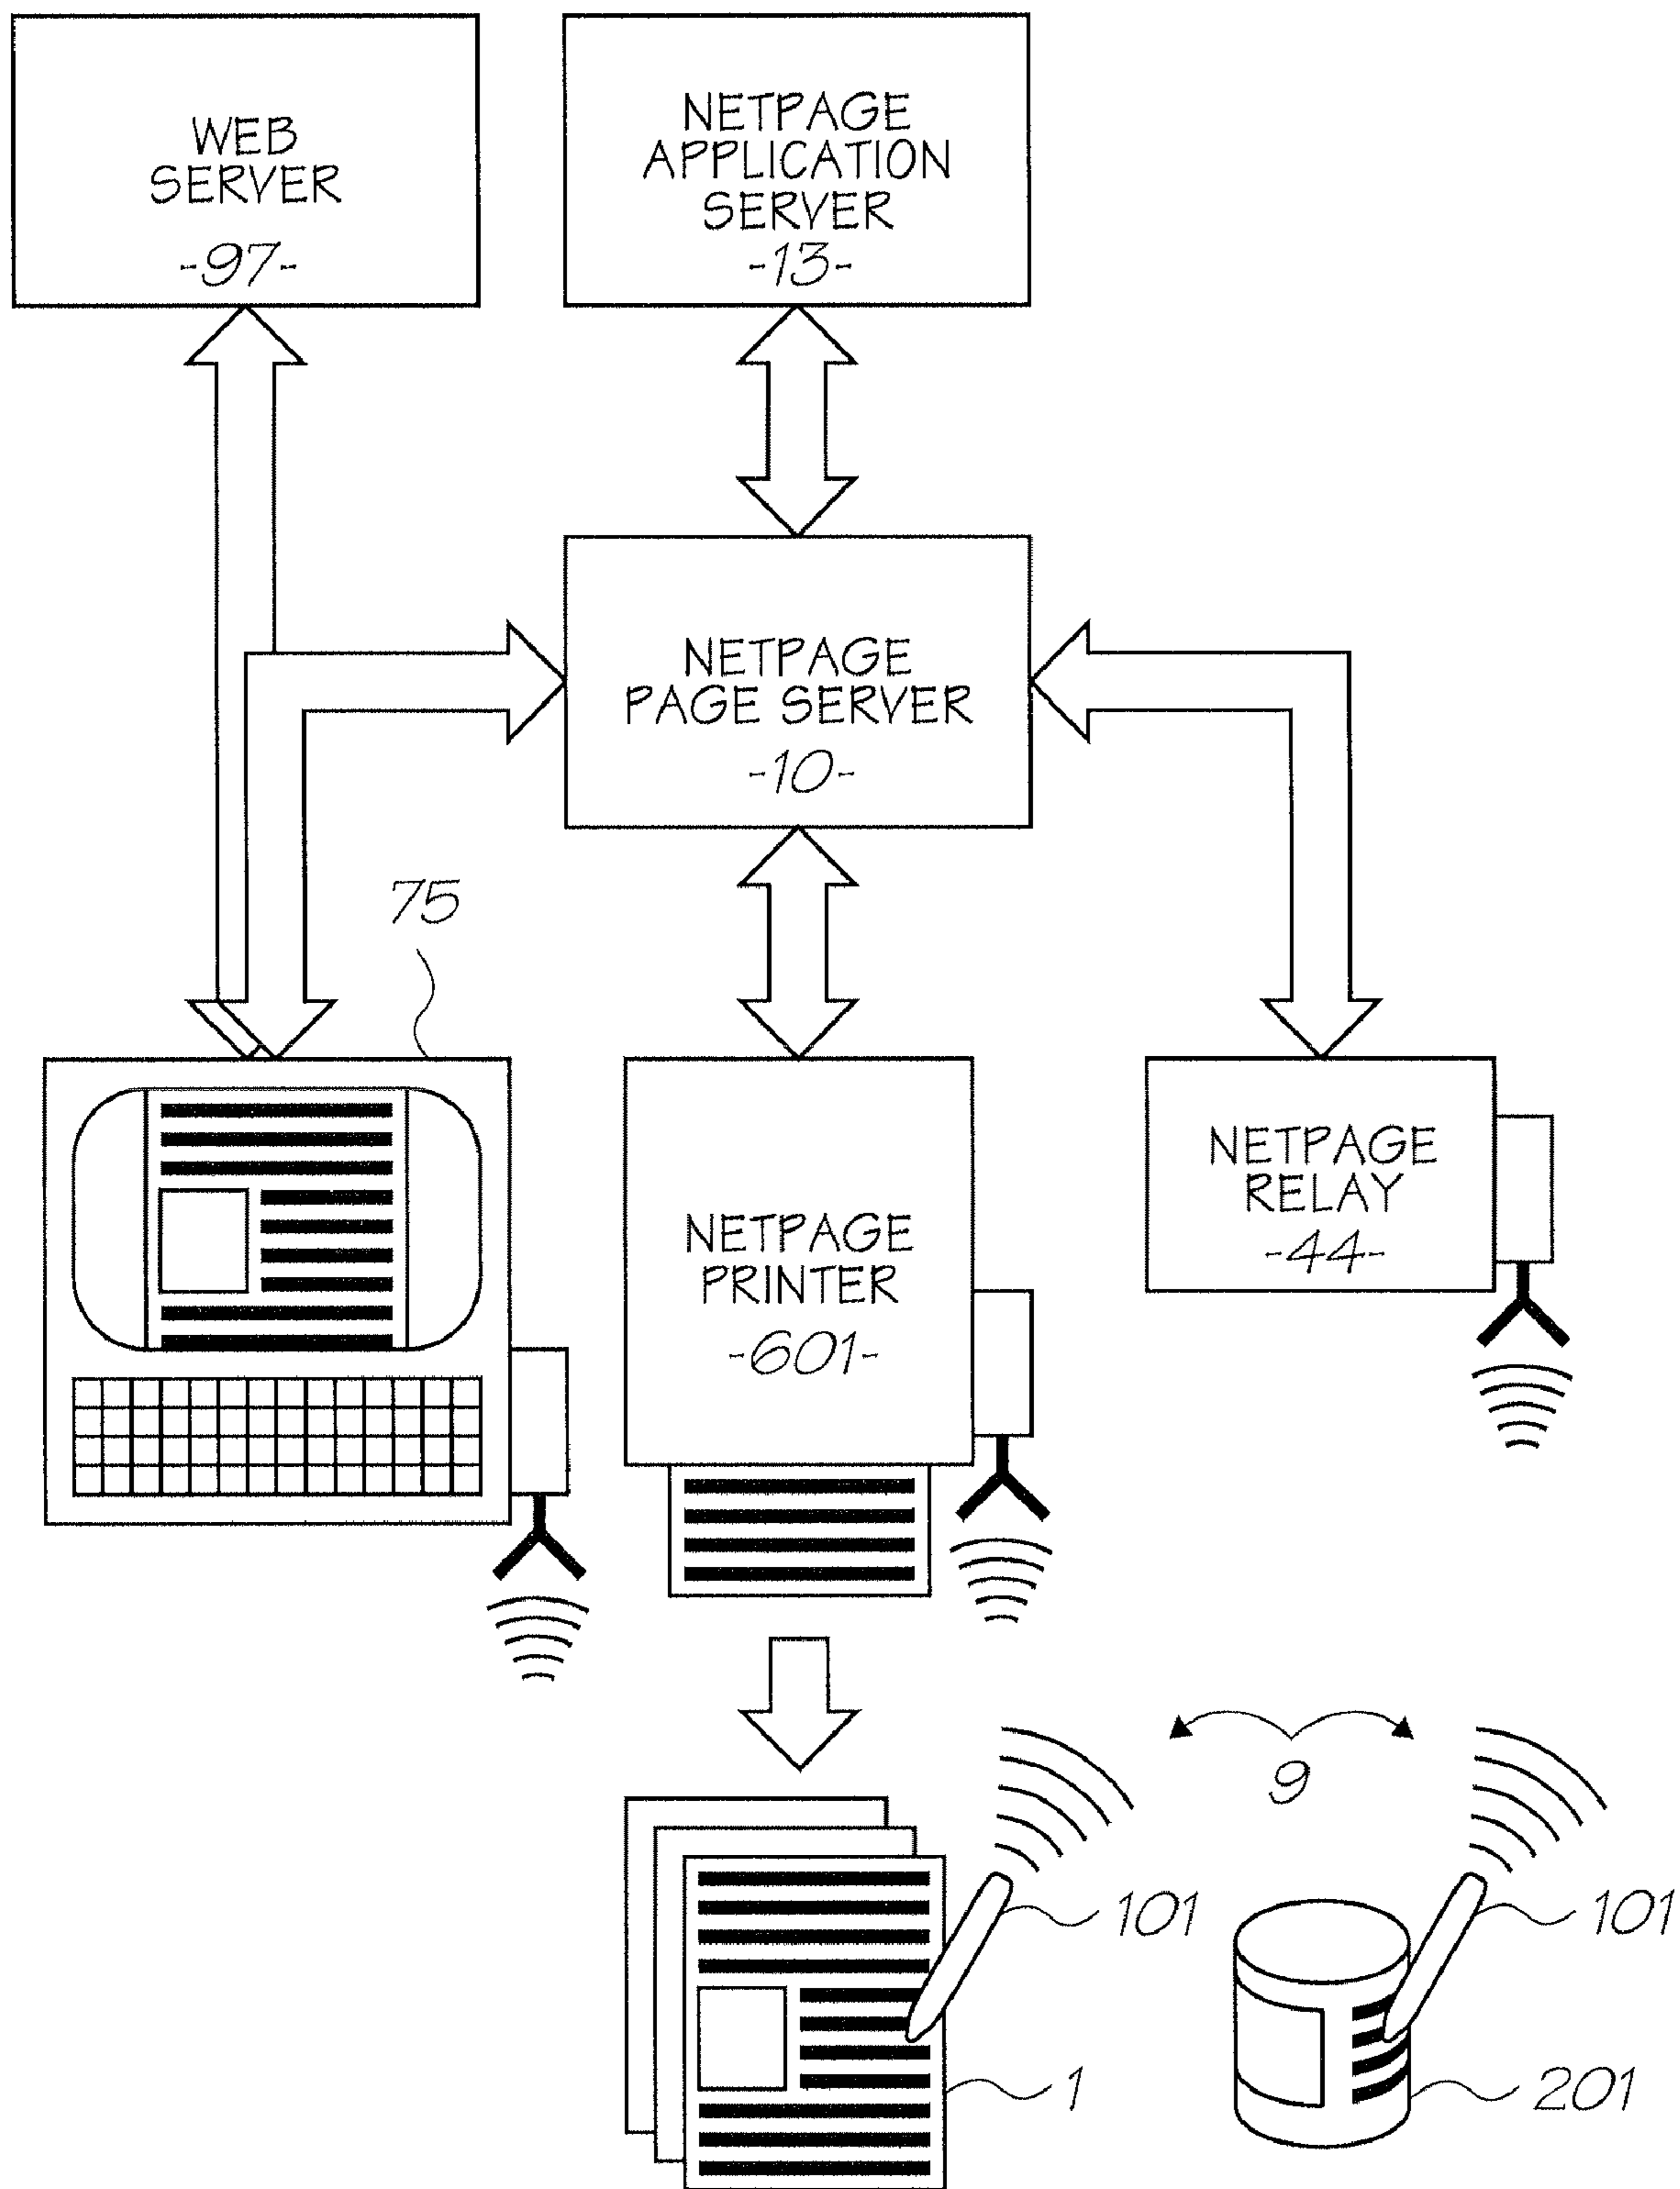 WEB
SERVER
-97-
NETPAGE
APPLICATION
SERVER
-13-
NETPAGE
PAGE SERVER
-10-
75
NETPAGE
PRINTER
-601-
NETPAGE
RELAY
-44-
9
101
101
1
201